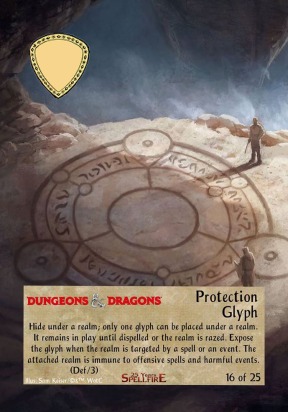 DUNGEONS & DRAGONS
Protection
Glyph
Hide under a realm; only one glyph can be placed under a realm.
It remains in play until dispelled or the realm is razed. Expose
the glyph when the realm is targeted by a spell or an event. The
attached realm is immune to offensive spells and harmful events.
(Def/3)
25 Years
SPELLFIRE
16 of 25